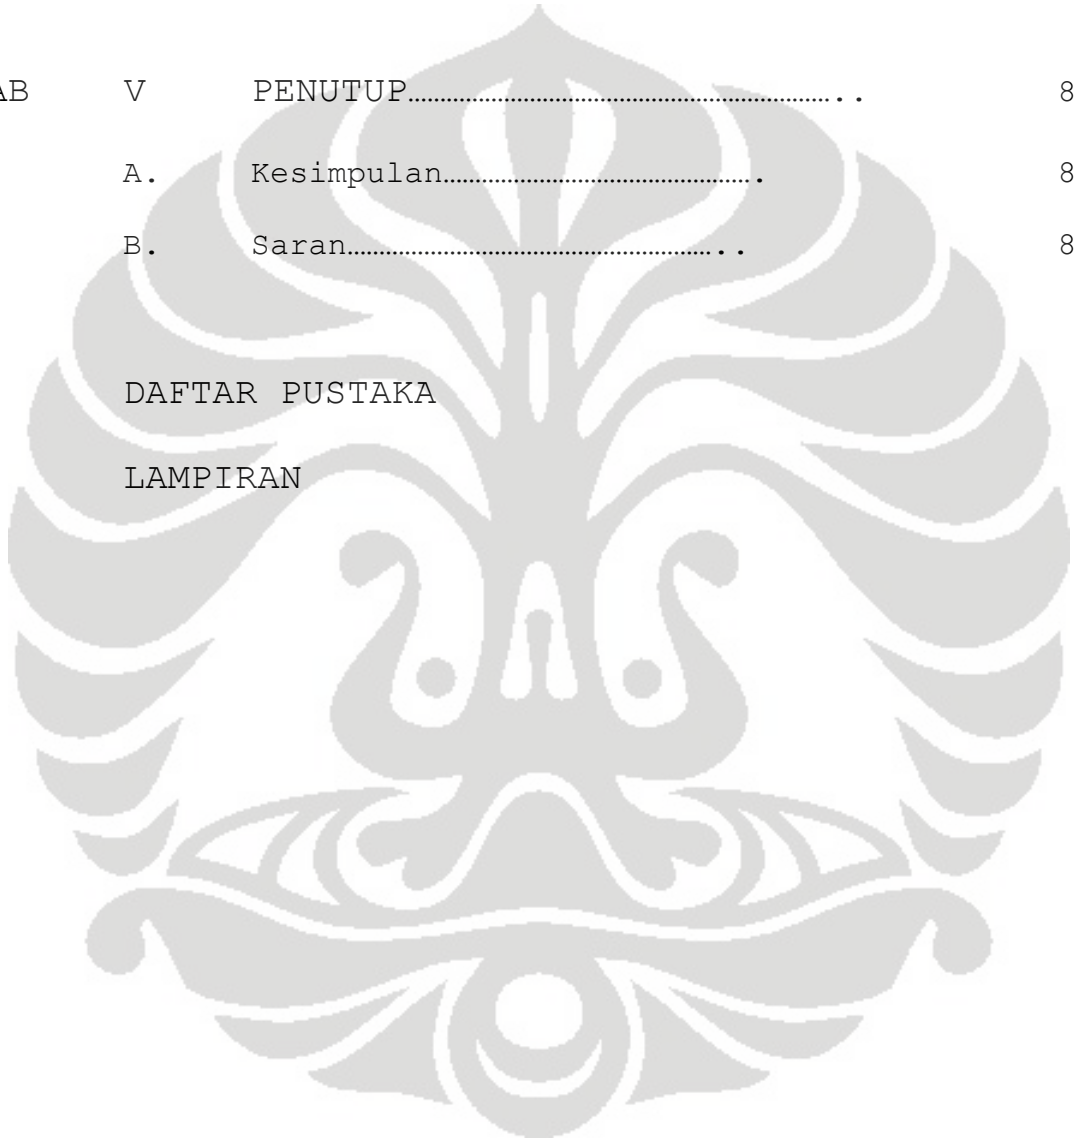 AB V PENUTUP…………………………………………………………….. 8
A. Kesimpulan……………………………………………. 8
B. Saran…………………………………………………….. 8
DAFTAR PUSTAKA
LAMPIRAN